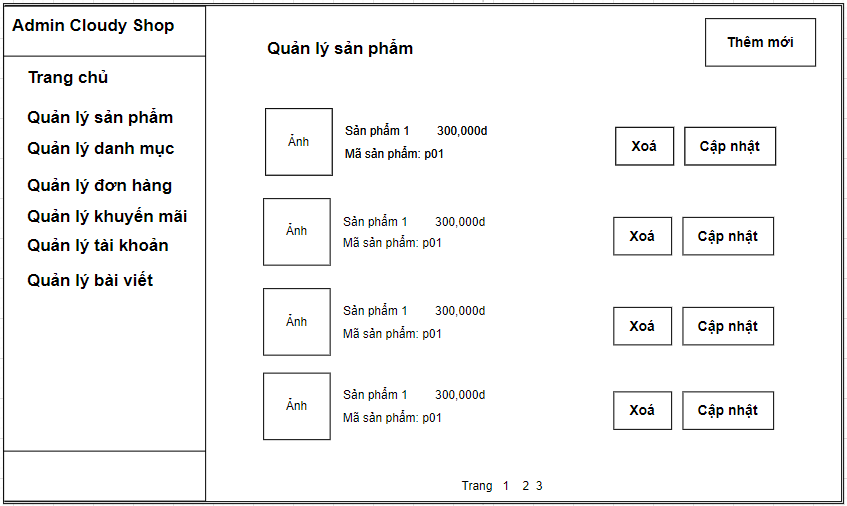 Admin Cloudy Shop
Trang chủ
Quản lý sản phẩm
Quản lý danh mục
Quản lý đơn hàng
Quản lý khuyến mãi
Quản lý tài khoản
Quản lý bài viết
Quản lý sản phẩm
Thêm mới
Ảnh
Sản phẩm 1 300,000d
Mã sản phẩm: p01
Xoá
Cập nhật
Ảnh
Sản phẩm 1 300,000d
Mã sản phẩm: p01
Xoá
Cập nhật
Ảnh
Sản phẩm 1 300,000d
Mã sản phẩm: p01
Xoá
Cập nhật
Ảnh
Sản phẩm 1 300,000d
Mã sản phẩm: p01
Xoá
Cập nhật
Trang 1 2 3